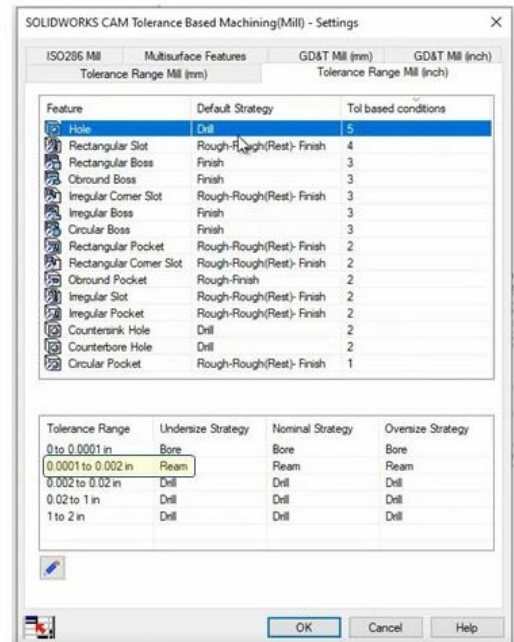 SOLIDWORKS CAM Tolerance Based Machining(Mill) - Settings
ISO286 Mill Multisurface Features GD&T Mill (mm) GD&T Mill (inch)
Tolerance Range Mill (mm) Tolerance Range Mill (inch)
Feature Default Strategy Tol based conditions
Hole Drill 5
Rectangular Slot Rough-Rough(Rest)- Finish 4
Rectangular Boss Finish 3
Obround Boss Finish 3
Irregular Corner Slot Rough-Rough(Rest)- Finish 3
Irregular Boss Finish 3
Circular Boss Finish 3
Rectangular Pocket Rough-Rough(Rest)- Finish 2
Rectangular Corner Slot Rough-Rough(Rest)- Finish 2
Obround Pocket Rough-Finish 2
Irregular Slot Rough-Rough(Rest)- Finish 2
Irregular Pocket Rough-Rough(Rest)- Finish 2
Countersink Hole Drill 2
Counterbore Hole Drill 2
Circular Pocket Rough-Rough(Rest)- Finish 1
Tolerance Range Undersize Strategy Nominal Strategy Oversize Strategy
0 to 0.0001 in Bore Bore Bore
0.0001 to 0.002 in Ream Ream Ream
0.002 to 0.02 in Drill Drill Drill
0.02 to 1 in Drill Drill Drill
1 to 2 in Drill Drill Drill
OK Cancel Help